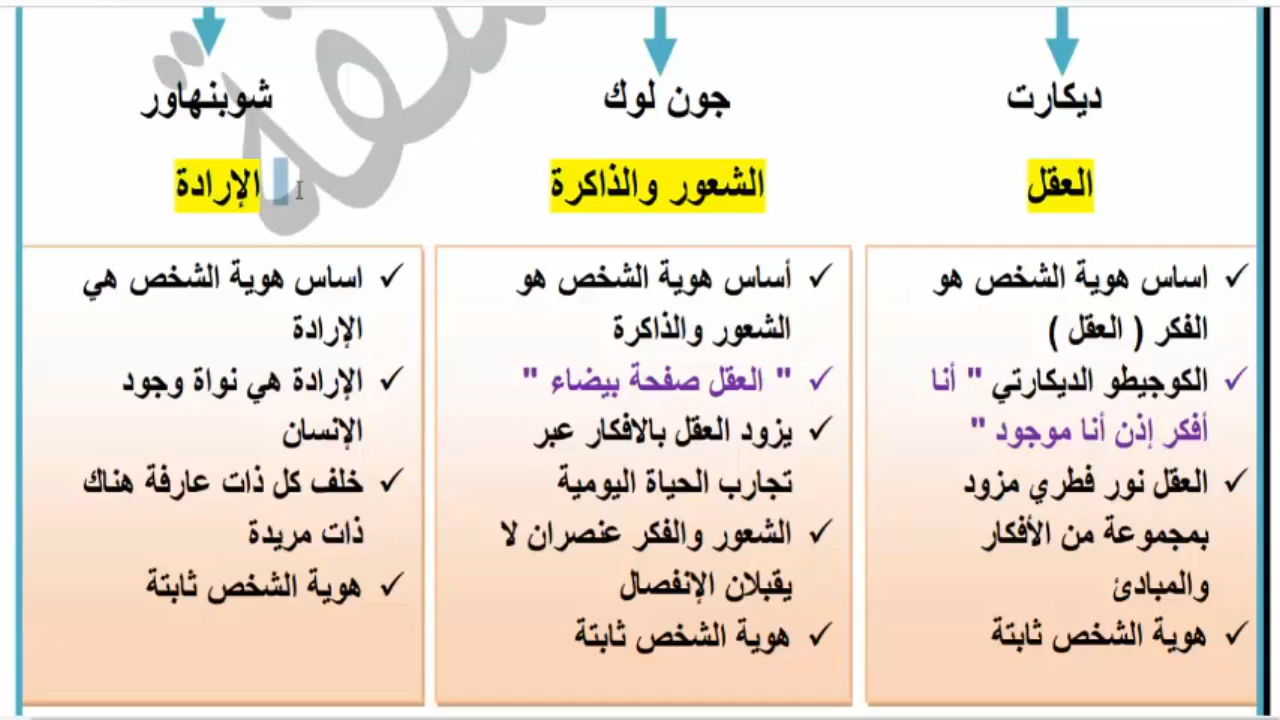 ديكارت
العقل
اساس هوية الشخص هو
الفكر ( العقل )
الكوجيطو الديكارتي " أنا
أفكر إذن أنا موجود "
العقل نور فطري مزود
بمجموعة من الأفكار
والمبادئ
هوية الشخص ثابتة
جون لوك
الشعور والذاكرة
أساس هوية الشخص هو
الشعور والذاكرة
" العقل صفحة بيضاء "
يزود العقل بالافكار عبر
تجارب الحياة اليومية
الشعور والفكر عنصران لا
يقبلان الإنفصال
هوية الشخص ثابتة
شوبنهاور
الإرادة
اساس هوية الشخص هي
الإرادة
الإرادة هي نواة وجود
الإنسان
خلف كل ذات عارفة هناك
ذات مريدة
هوية الشخص ثابتة